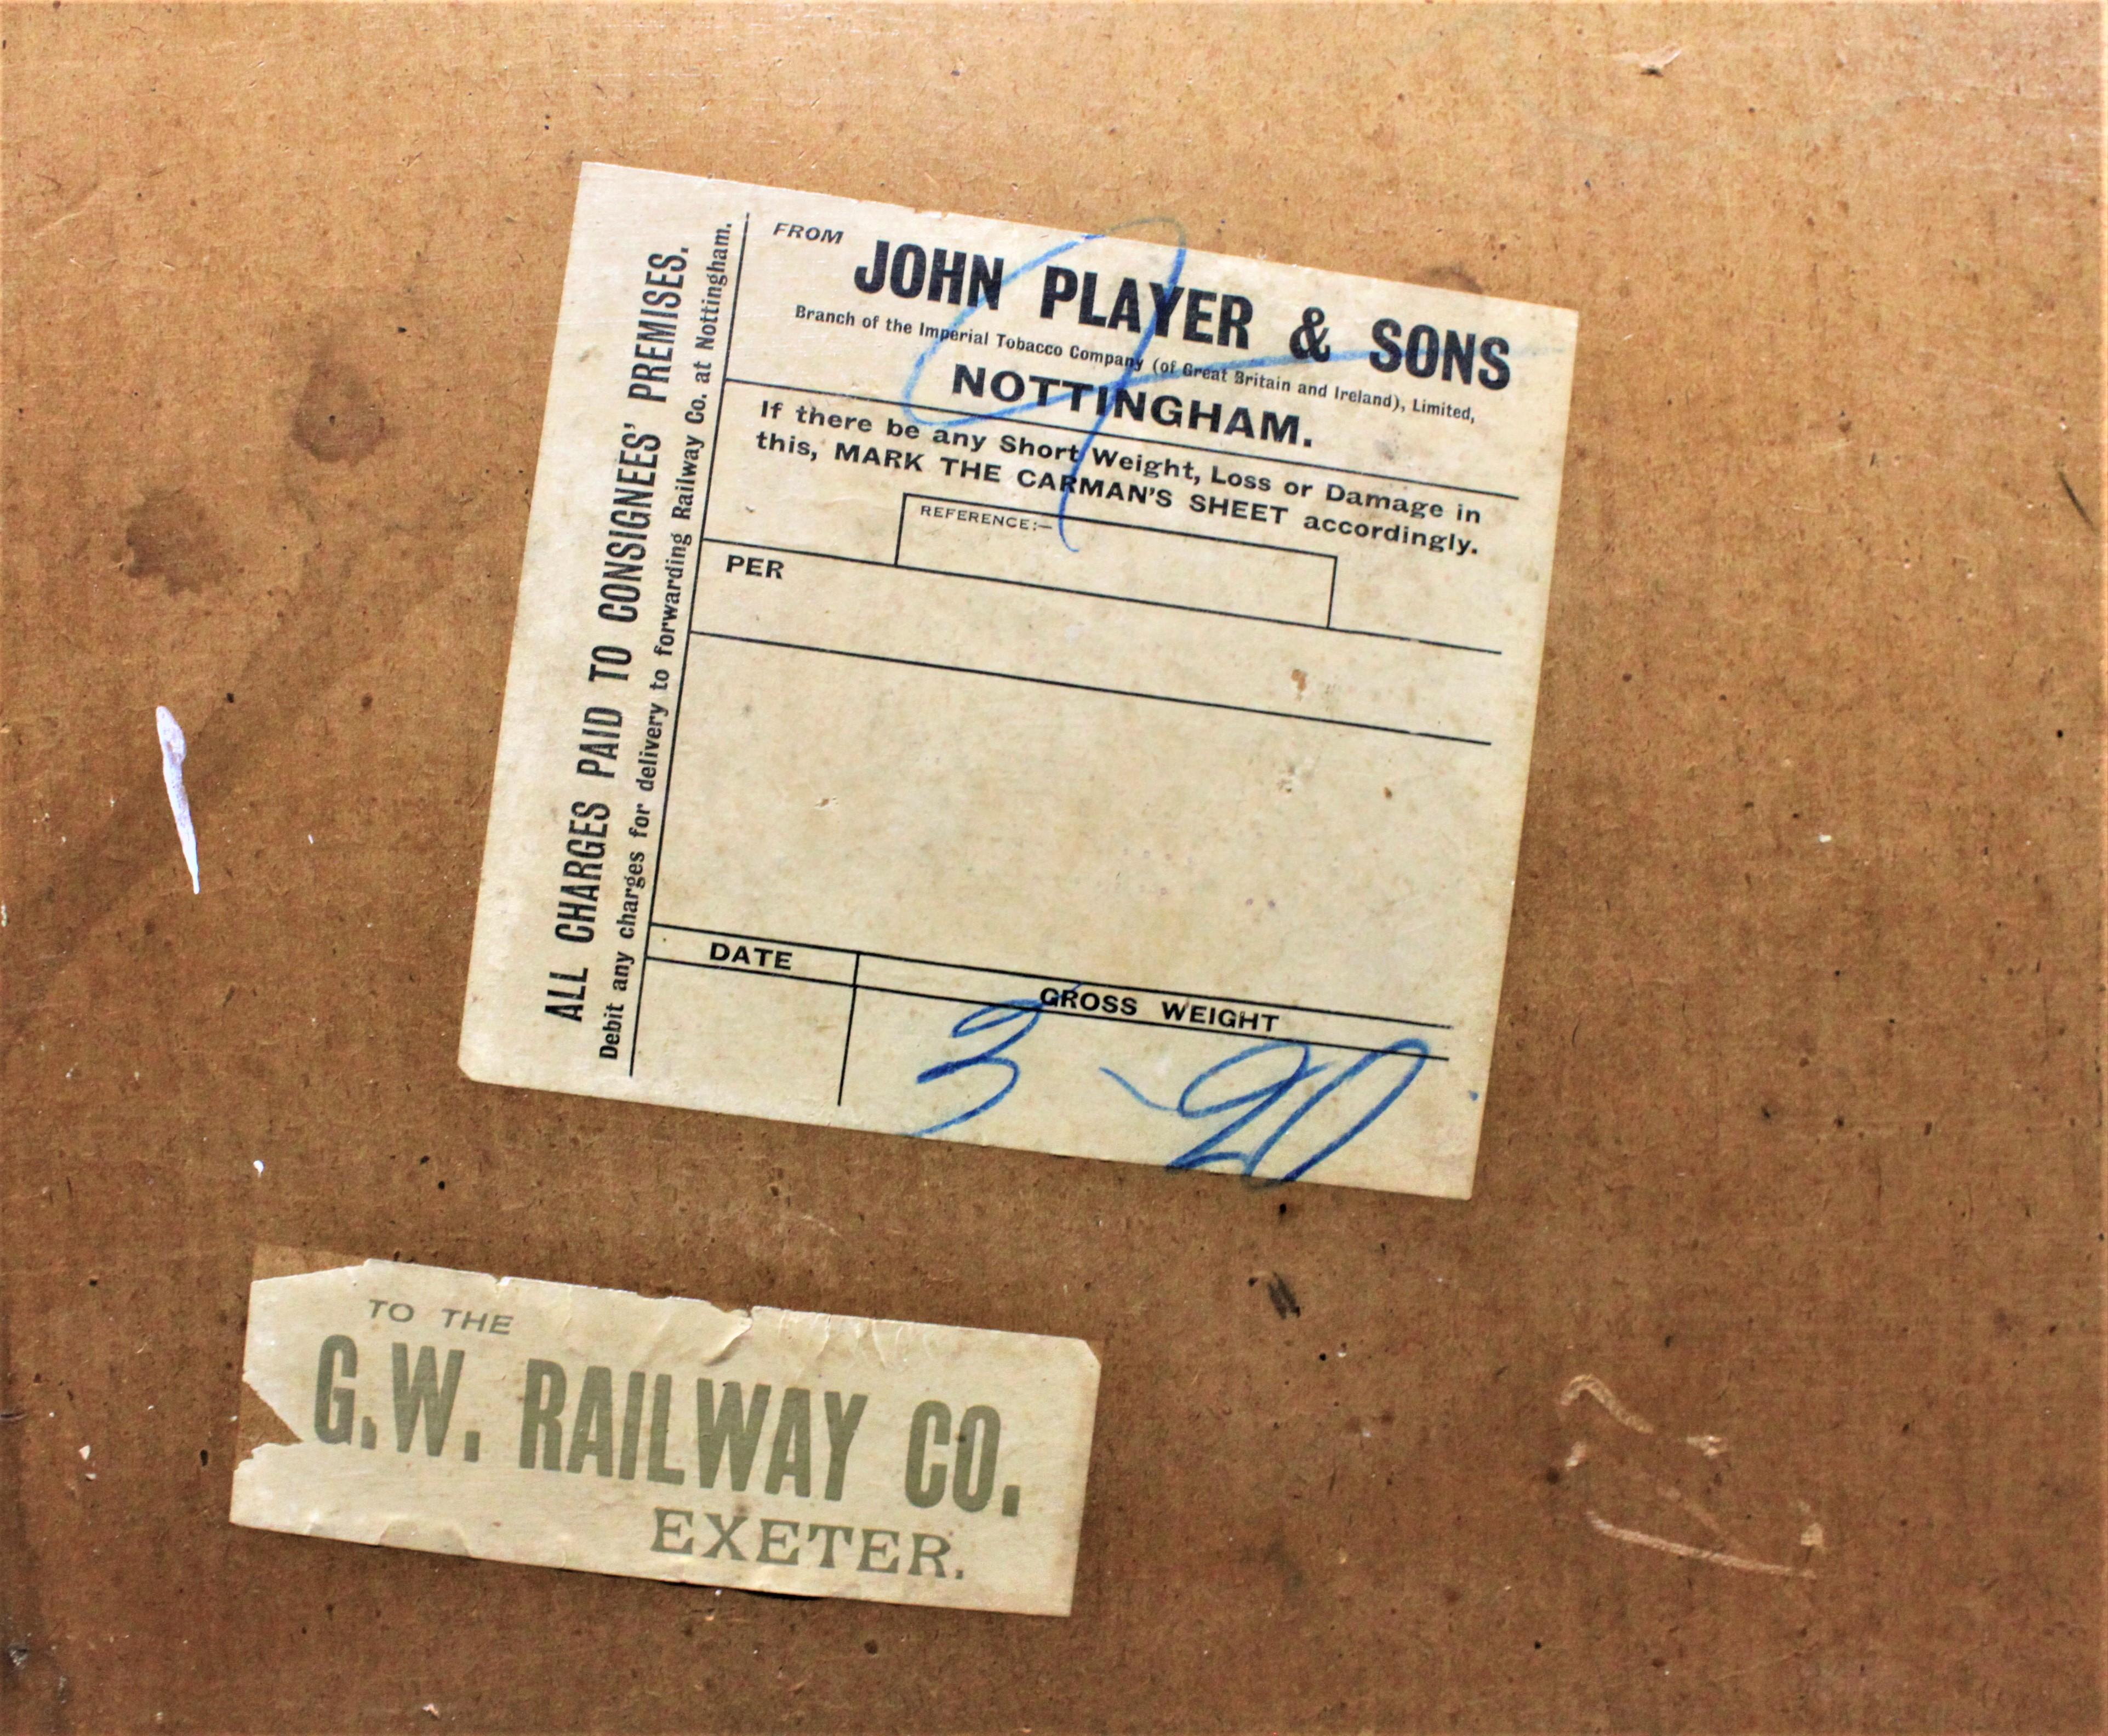 ALL CHARGES PAID TO CONSIGNEES' PREMISES.
Debit any charges for delivery to forwarding Railway Co. at Nottingham.
FROM
JOHN PLAYER & SONS
Branch of the Imperial Tobacco Company (of Great Britain and Ireland), Limited,
NOTTINGHAM.
If there be any Short Weight, Loss or Damage in
this, MARK THE CARMAN'S SHEET accordingly.
REFERENCE:—
PER
DATE
GROSS WEIGHT
3 - 20
TO THE
G.W. RAILWAY CO.
EXETER.